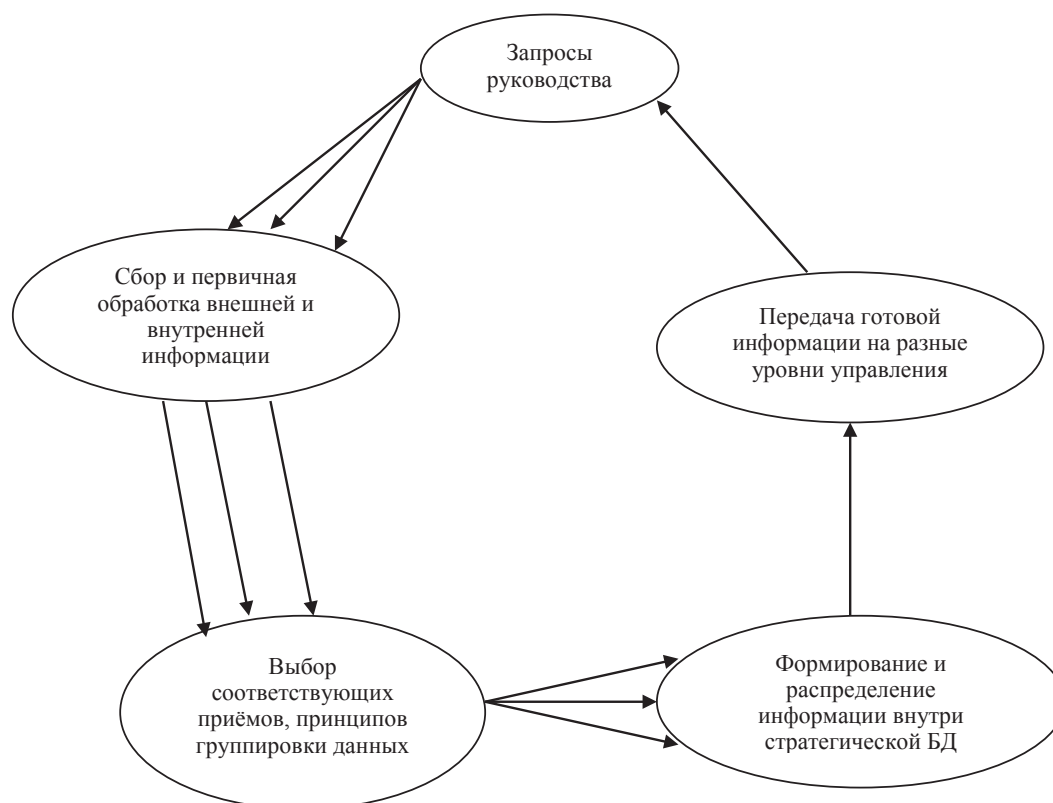 Запросы
руководства
Сбор и первичная
обработка внешней и
внутренней
информации
Передача готовой
информации на разные
уровни управления
Выбор
соответствующих
приёмов, принципов
группировки данных
Формирование и
распределение
информации внутри
стратегической БД